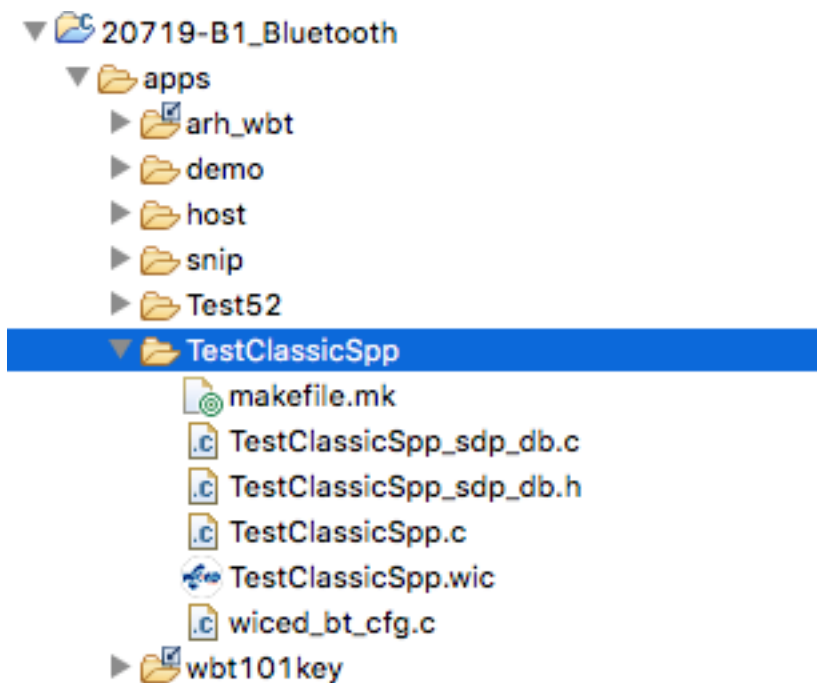 20719-B1_Bluetooth
apps
arh_wbt
demo
host
snip
Test52
TestClassicSpp
makefile.mk
TestClassicSpp_sdp_db.c
TestClassicSpp_sdp_db.h
TestClassicSpp.c
TestClassicSpp.wic
wiced_bt_cfg.c
wbt101key